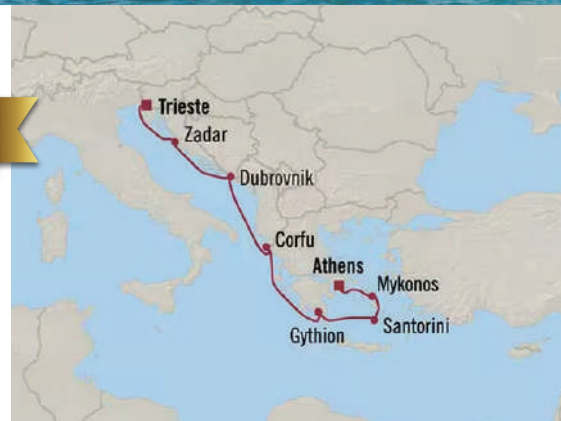 Trieste
Zadar
Dubrovnik
Corfu
Athens
Mykonos
Gythion
Santorini